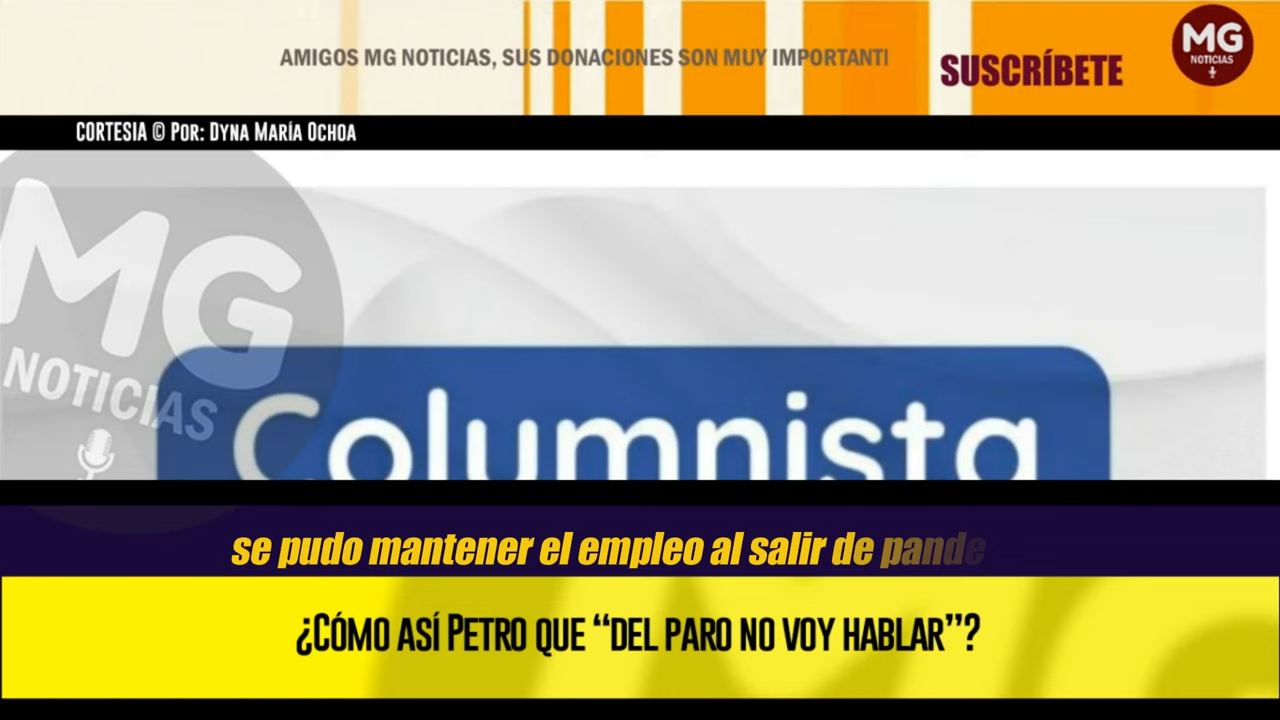 AMIGOS MG NOTICIAS, SUS DONACIONES SON MUY IMPORTANTI
SUSCRÍBETE
MG
NOTICIAS
CORTESIA © POR: DYNA MARÍA OCHOA
MG
NOTICIAS
Columnista
se pudo mantener el empleo al salir de pande
¿CÓMO ASÍ PETRO QUE “DEL PARO NO VOY HABLAR”?